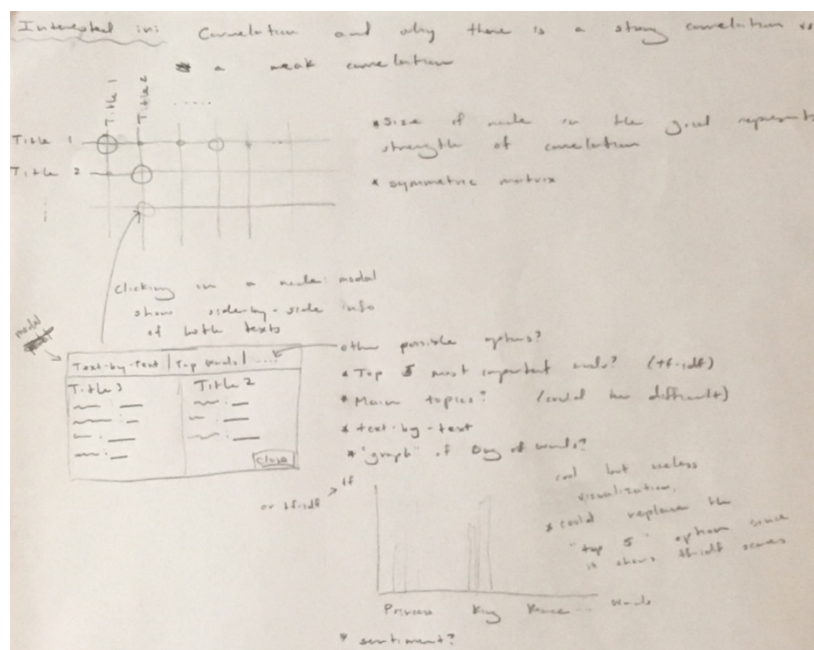 Interested in: Correlation and why there is a strong correlation vs
a weak correlation
Title 1
Title 2
.....
Title 1
Title 2
* Size of node in the grid represents
strength of correlation
* symmetric matrix
clicking on a node: modal
show side-by-side info
of both texts
modal
Text-by-Text | Top words | ....
Title 3
Title 2
Close
other possible options?
* Top 5 most important words? (tf-idf)
* Main topics? (could be difficult)
* text-by-text
* "graph" of Bag of words?
cool but useless
visualization.
* could replace the
"top 5" option since
it shows tf-idf scores
tf
or tf-idf
Princess King ... words
* sentiment?